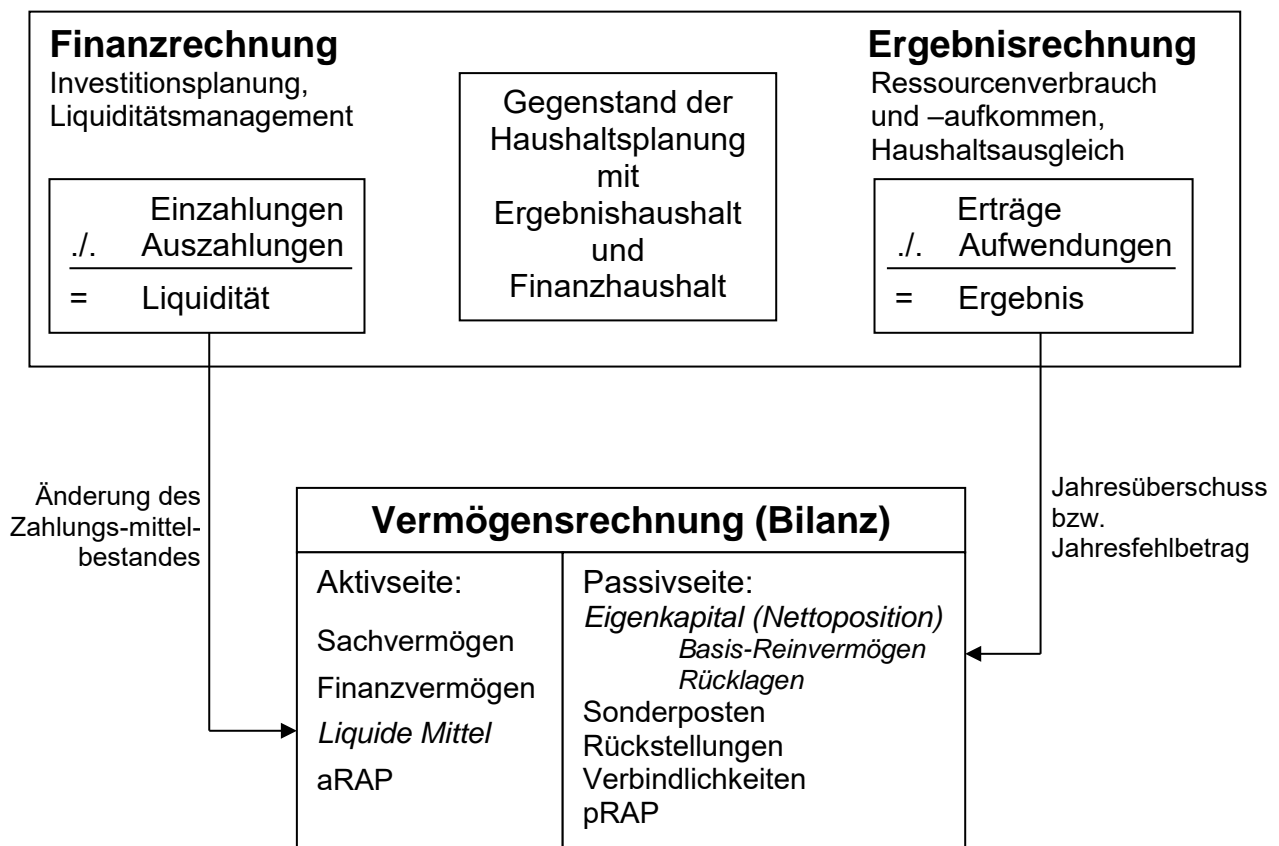 Finanzrechnung
Investitionsplanung,
Liquiditätsmanagement
Einzahlungen
./. Auszahlungen
= Liquidität
Gegenstand der
Haushaltsplanung
mit
Ergebnishaushalt
und
Finanzhaushalt
Ergebnisrechnung
Ressourcenverbrauch
und –aufkommen,
Haushaltsausgleich
Erträge
./. Aufwendungen
= Ergebnis
Änderung des
Zahlungs-mittel-
bestandes
Jahresüberschuss
bzw.
Jahresfehlbetrag
Vermögensrechnung (Bilanz)
Aktivseite:
Sachvermögen
Finanzvermögen
Liquide Mittel
aRAP
Passivseite:
Eigenkapital (Nettoposition)
Basis-Reinvermögen
Rücklagen
Sonderposten
Rückstellungen
Verbindlichkeiten
pRAP